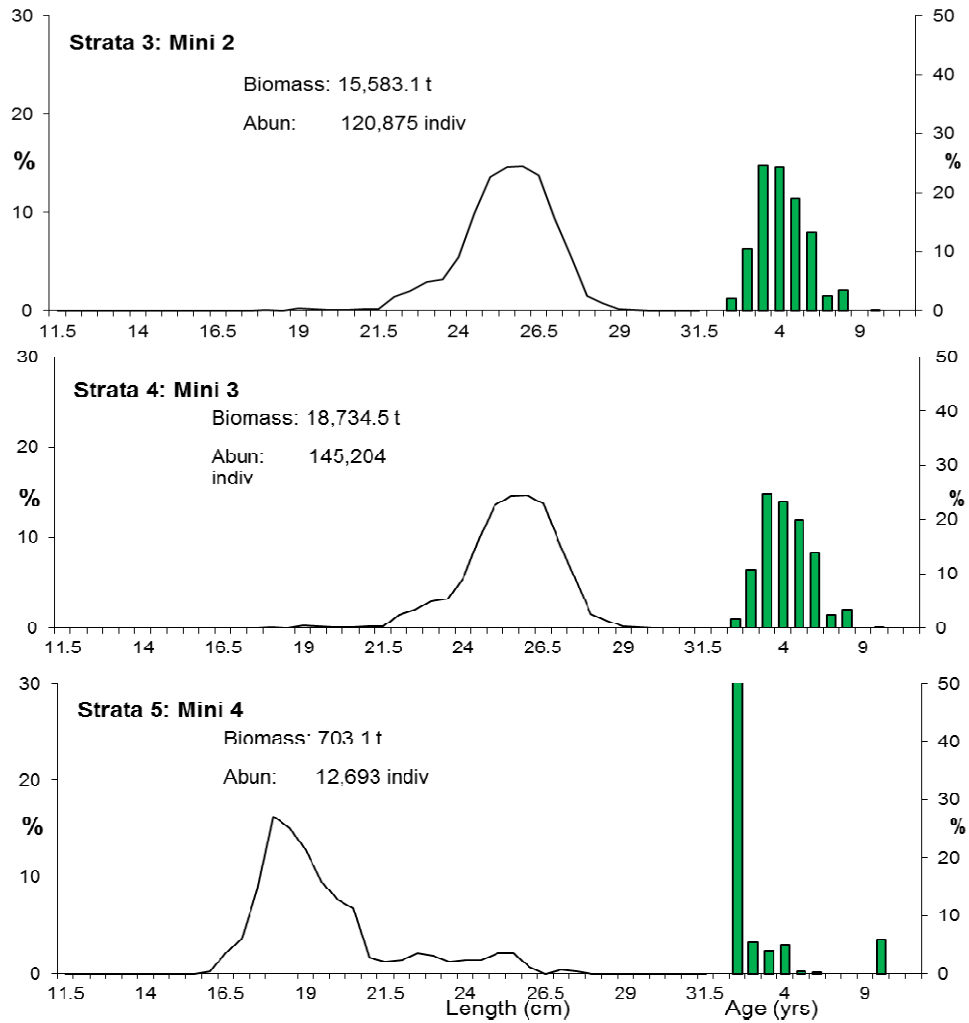 30
50
Strata 3: Mini 2
Biomass: 15,583.1 t
40
20
Abun: 120,875 indiv
30
% %
20
10
10
0 0
11.5 14 16.5 19 21.5 24 26.5 29 31.5 4 9
30 50
Strata 4: Mini 3
Biomass: 18,734.5 t
40
20
Abun: 145,204
indiv
30
% %
20
10
10
0 0
11.5 14 16.5 19 21.5 24 26.5 29 31.5 4 9
30 50
Strata 5: Mini 4
Biomass: 703.1 t
40
20
Abun: 12,693 indiv
30
% %
20
10
10
0 0
11.5 14 16.5 19 21.5 24 26.5 29 31.5 4 9
Length (cm) Age (yrs)